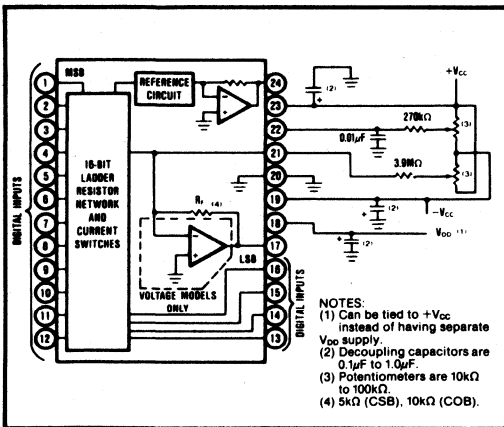 MSB
REFERENCE
CIRCUIT
16-BIT
LADDER
RESISTOR
NETWORK
AND
CURRENT
SWITCHES
DIGITAL INPUTS
1
2
3
4
5
6
7
8
9
10
11
12
24
23
22
21
20
19
18
17
16
15
14
13
R, (4)
VOLTAGE MODELS
ONLY
LSB
DIGITAL INPUTS
(2)
+
+VCC
270kΩ
(3)
0.01µF
3.9MΩ
(3)
(2)
-VCC
VDD (1)
(2)
NOTES:
(1) Can be tied to +VCC
instead of having separate
VDD supply.
(2) Decoupling capacitors are
0.1µF to 1.0µF.
(3) Potentiometers are 10kΩ
to 100kΩ.
(4) 5kΩ (CSB), 10kΩ (COB).